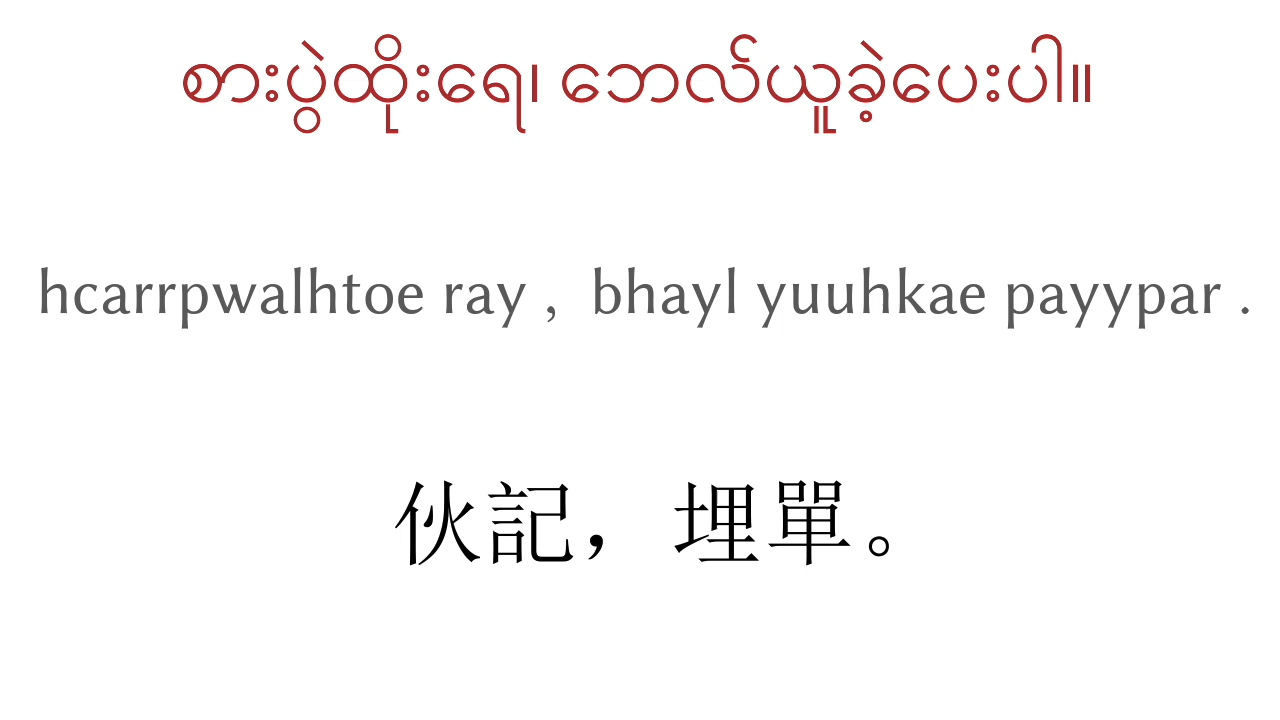 စားပွဲထိုးရေ၊ ဘေလ်ယူခဲ့ပေးပါ။
hcarrpwalhtoe ray , bhayl yuuhkae payypar .
伙記，埋單。